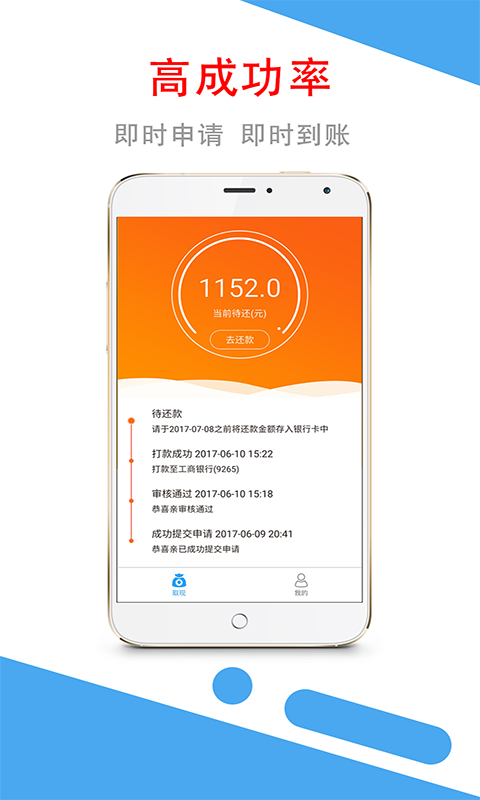 高成功率
即时申请 即时到账
1152.0
当前待还(元)
去还款
待还款
请于2017-07-08之前将还款金额存入银行卡中
打款成功 2017-06-10 15:22
打款至工商银行(9265)
审核通过 2017-06-10 15:18
恭喜亲审核通过
成功提交申请 2017-06-09 20:41
恭喜亲已成功提交申请
取现
我的